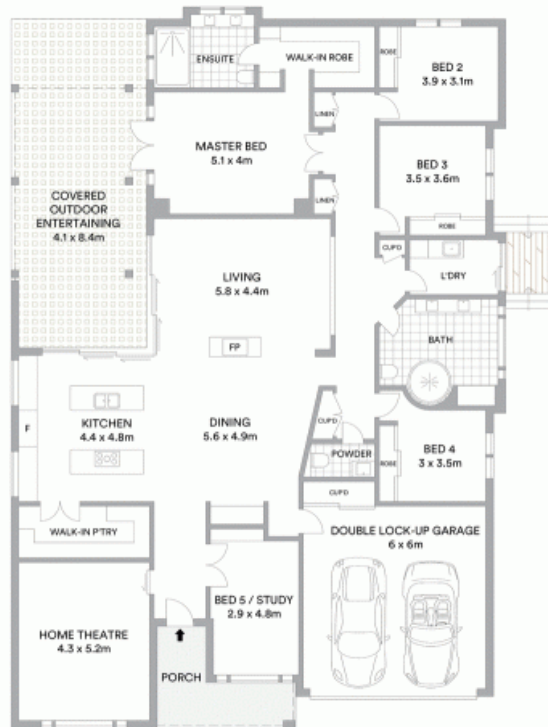 ENSUITE
WALK-IN ROBE
ROBE
BED 2
3.9 x 3.1m
LINEN
MASTER BED
5.1 x 4m
BED 3
3.5 x 3.6m
LINEN
ROBE
COVERED
OUTDOOR
ENTERTAINING
4.1 x 8.4m
CUP'D
LIVING
5.8 x 4.4m
L'DRY
FP
BATH
KITCHEN
4.4 x 4.8m
DINING
5.6 x 4.9m
F
CUP'D
POWDER
ROBE
BED 4
3 x 3.5m
CUP'D
WALK-IN P'TRY
DOUBLE LOCK-UP GARAGE
6 x 6m
BED 5 / STUDY
2.9 x 4.8m
HOME THEATRE
4.3 x 5.2m
PORCH